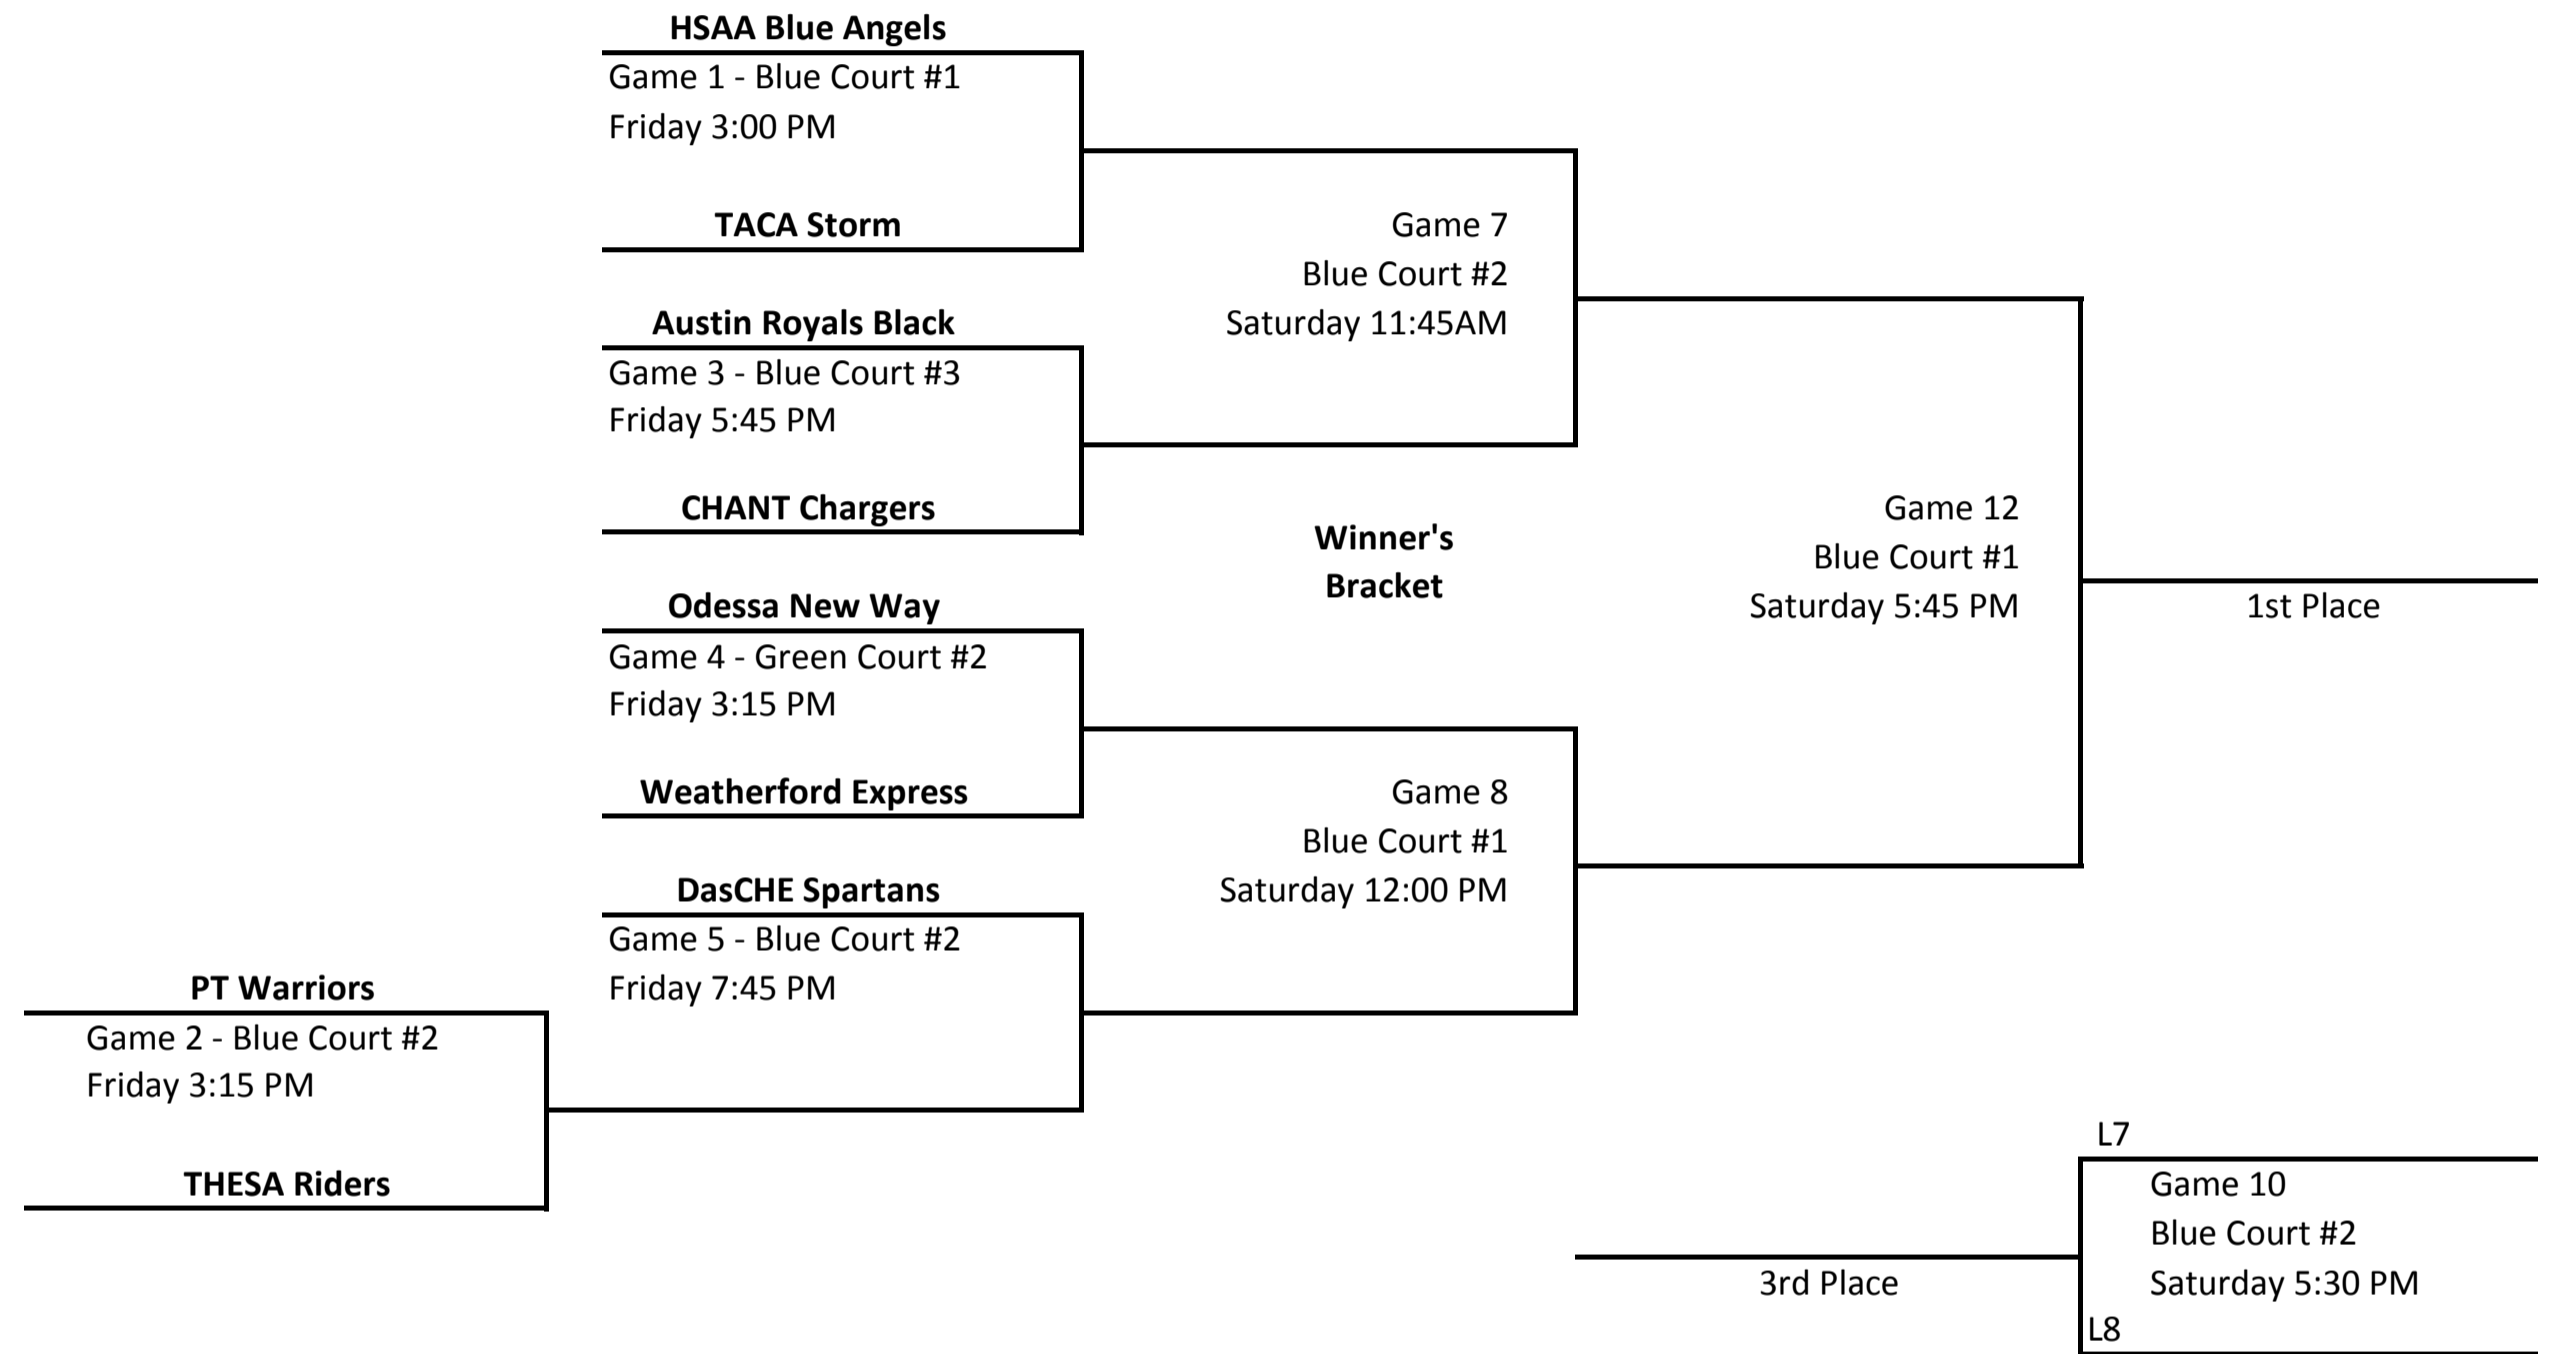 HSAA Blue Angels
Game 1 - Blue Court #1
Friday 3:00 PM
TACA Storm
Austin Royals Black
Game 3 - Blue Court #3
Friday 5:45 PM
CHANT Chargers
Odessa New Way
Game 4 - Green Court #2
Friday 3:15 PM
Weatherford Express
DasCHE Spartans
Game 5 - Blue Court #2
Friday 7:45 PM
PT Warriors
Game 2 - Blue Court #2
Friday 3:15 PM
THESA Riders
Game 7
Blue Court #2
Saturday 11:45AM
Winner's
Bracket
Game 8
Blue Court #1
Saturday 12:00 PM
Game 12
Blue Court #1
Saturday 5:45 PM
1st Place
L7
Game 10
Blue Court #2
Saturday 5:30 PM
L8
3rd Place